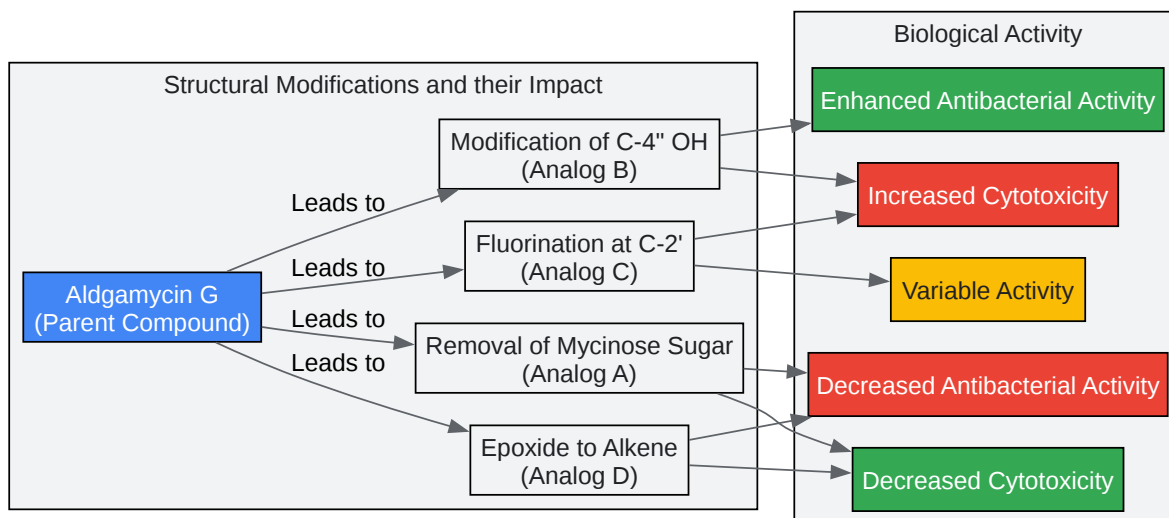 Biological Activity
Structural Modifications and their Impact
Modification of C-4" OH
(Analog B)
Enhanced Antibacterial Activity
Leads to
Fluorination at C-2'
(Analog C)
Increased Cytotoxicity
Leads to
Aldgamycin G
(Parent Compound)
Variable Activity
Leads to
Removal of Mycinose Sugar
(Analog A)
Decreased Antibacterial Activity
Leads to
Epoxide to Alkene
(Analog D)
Decreased Cytotoxicity